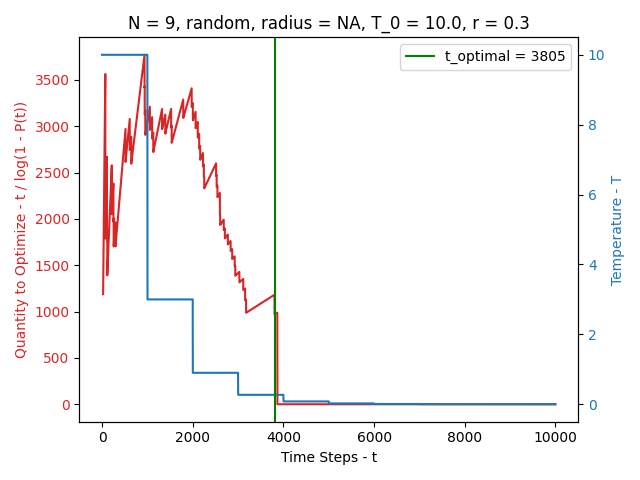 N = 9, random, radius = NA, T_0 = 10.0, r = 0.3
t_optimal = 3805
Quantity to Optimize - t / log(1 - P(t))
3500
3000
2500
2000
1500
1000
500
0
10
8
6
4
2
0
Temperature - T
0 2000 4000 6000 8000 10000
Time Steps - t